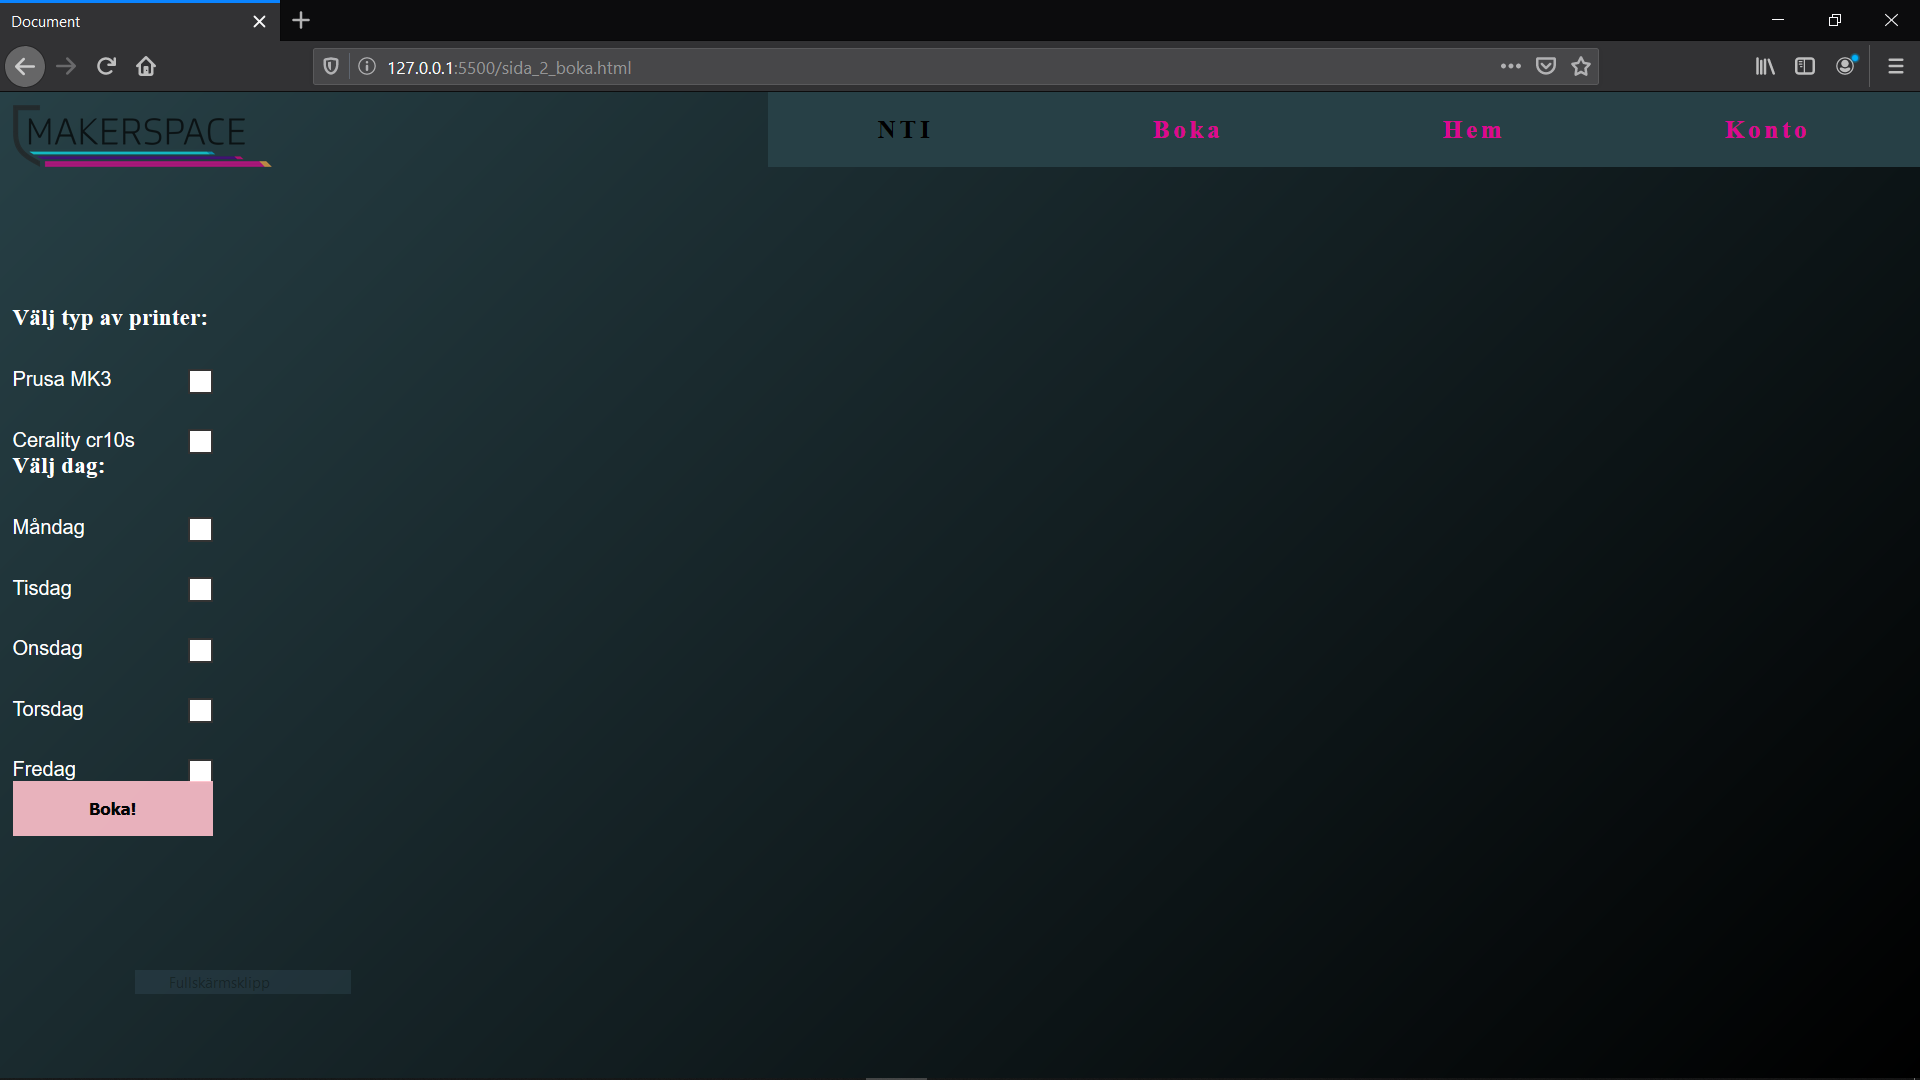 Document
127.0.0.1:5500/sida_2_boka.html
MAKERSPACE
NTI Boka Hem Konto
Välj typ av printer:
Prusa MK3
Cerality cr10s
Välj dag:
Måndag
Tisdag
Onsdag
Torsdag
Fredag
Boka!
Fullskärmsklipp